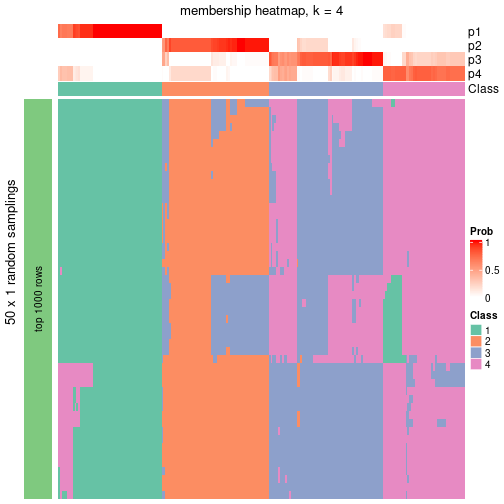 membership heatmap, k = 4
p1
p2
p3
p4
Class
50 x 1 random samplings
top 1000 rows
Prob
1
0.5
0
Class
1
2
3
4